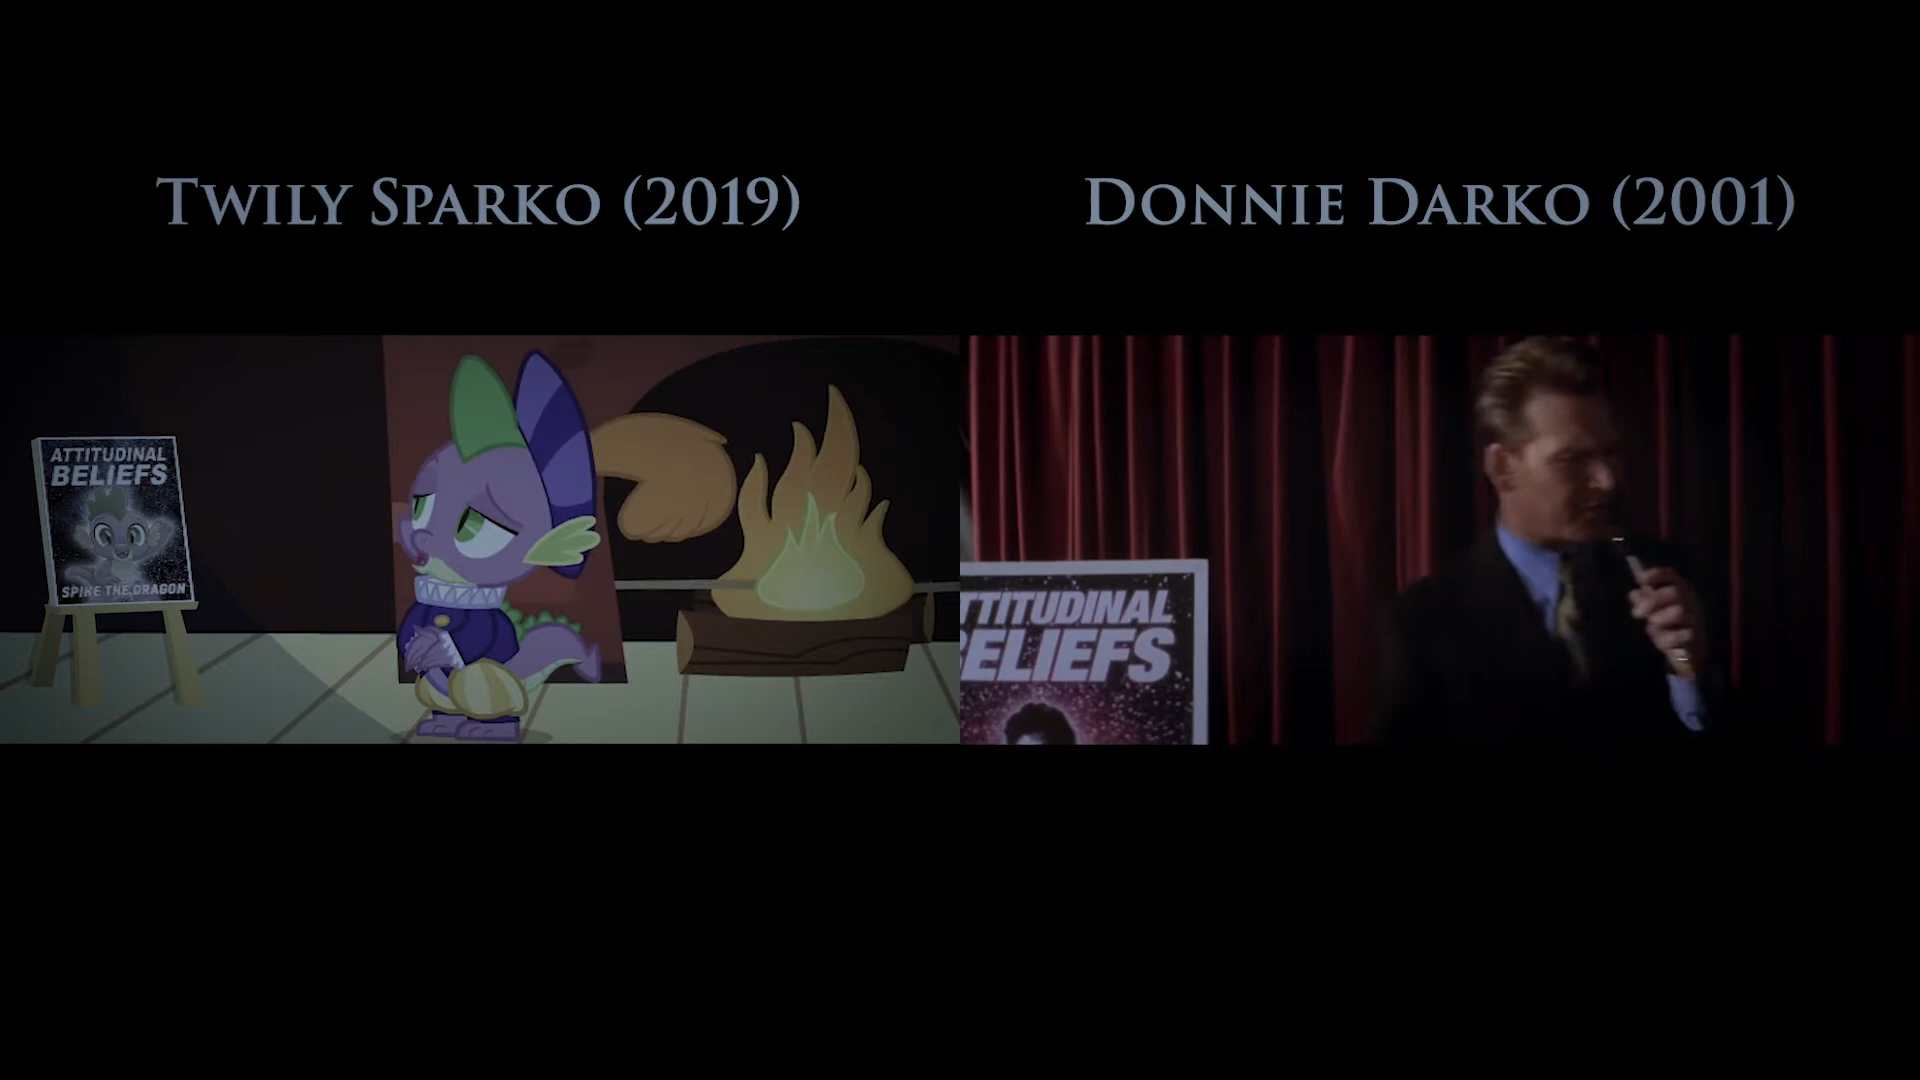 TWILY SPARKO (2019)
DONNIE DARKO (2001)
ATTITUDINAL
BELIEFS
SPIKE THE DRAGON
TTITUDINAL
ELIEFS